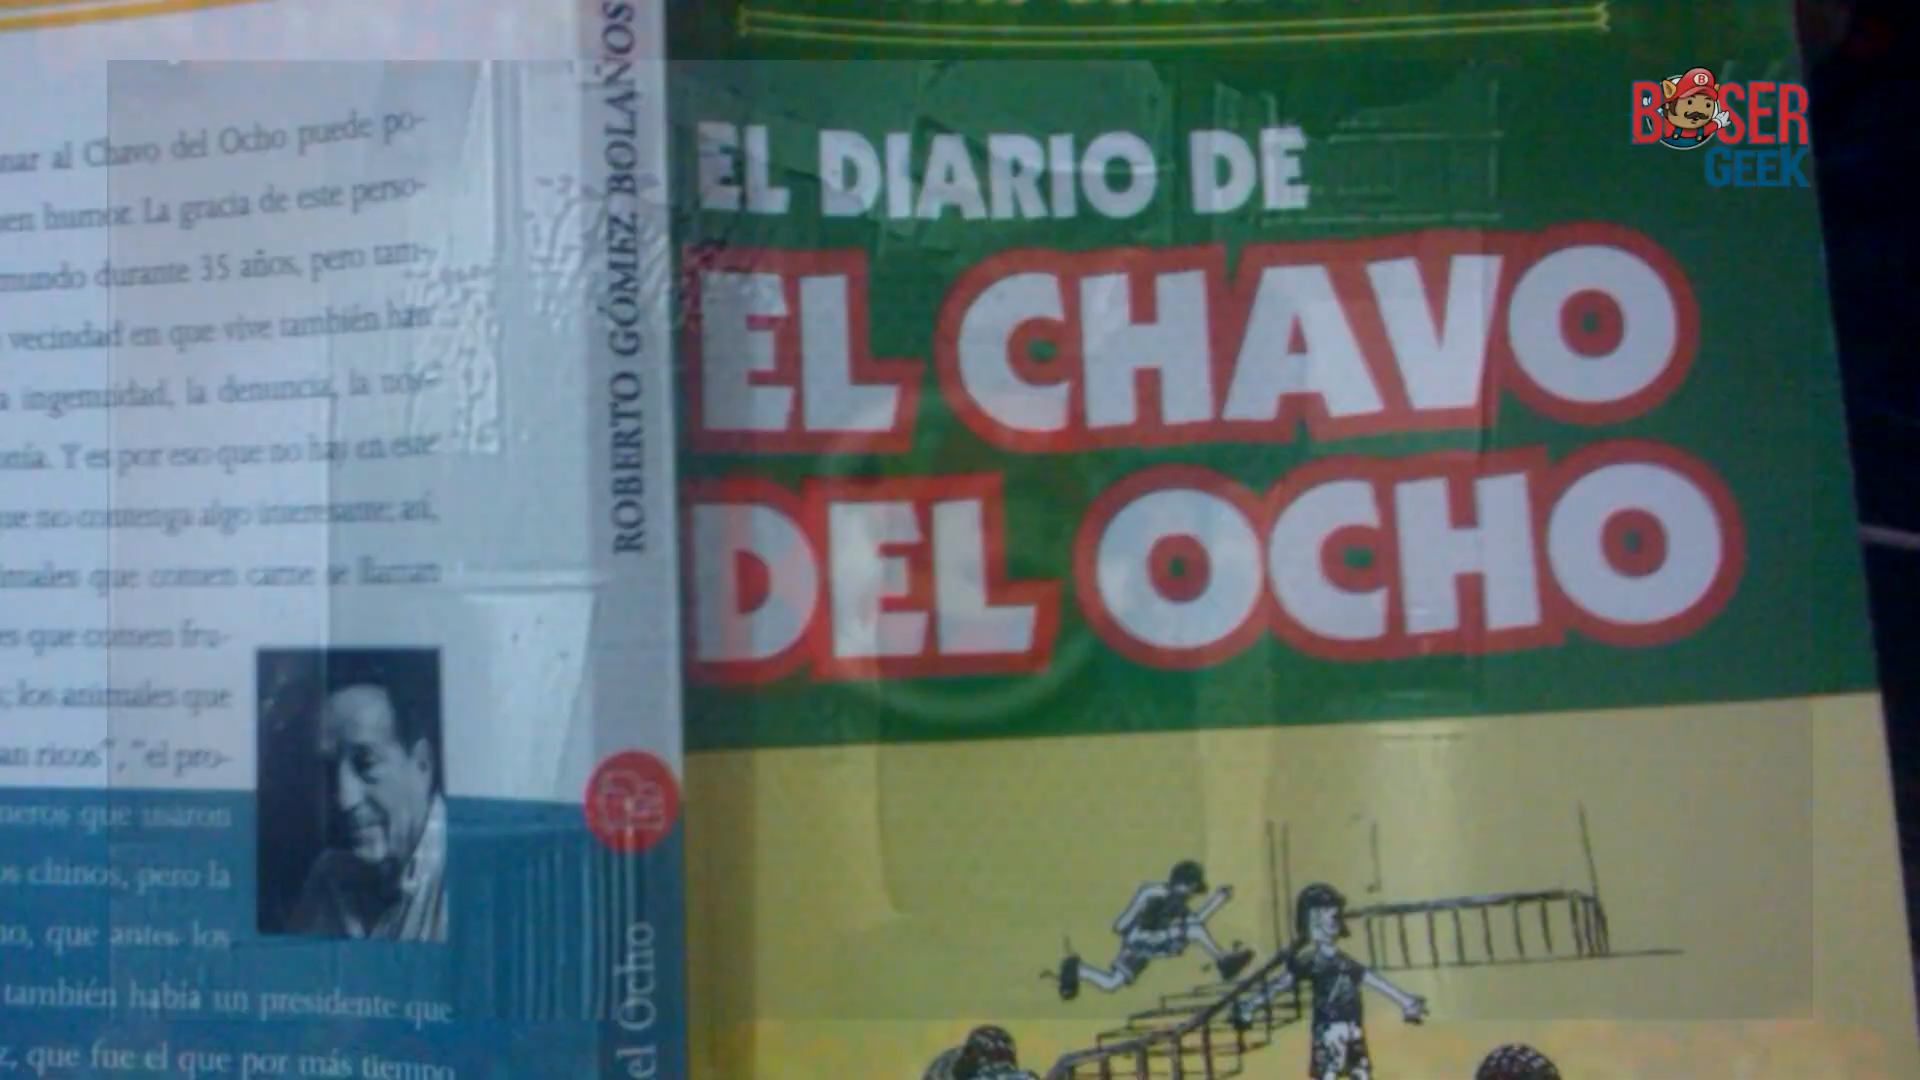 nar al Chavo del Ocho puede po-
en humor. La gracia de este perso-
mundo durante 35 años, pero tam-
vecindad en que vive también han
a ingenuidad, la denuncia, la no
nía. Y es por eso que no hay en este
ue no contenga algo interesante; así,
imales que comen carne se llaman
es que comen fru-
; los animales que
an ricos", "el pro-
neros que usaron
os chinos, pero la
no, que antes los
también había un presidente que
z, que fue el que por más tiempo
ROBERTO GÓMEZ BOLAÑOS
el Ocho
EL DIARIO DE
EL CHAVO
DEL OCHO
BOSER
GEEK